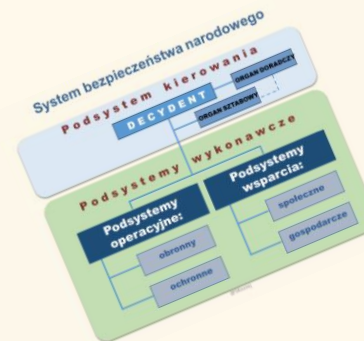 System bezpieczeństwa narodowego
Podsystem kierowania
DECYDENT
ORGAN DORADCZY
ORGAN SZTABOWY
Podsystemy wykonawcze
Podsystemy
operacyjne:
obronny
ochronne
Podsystemy
wsparcia:
społeczne
gospodarcze